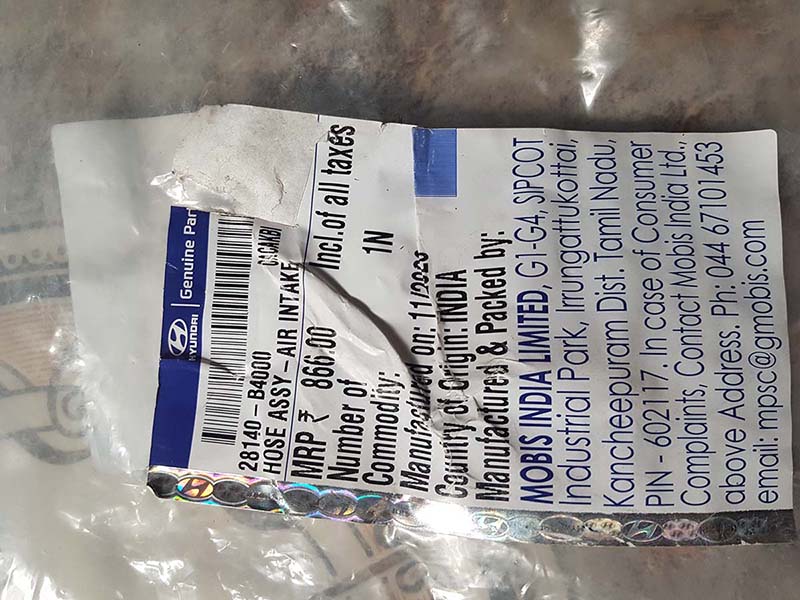 HYUNDAI | Genuine Par
28140-B4000
HOSE ASSY-AIR INTAKE
MRP ₹ 866.00 Incl.of all taxes
Number of
Commodity: 1N
Manufactured on: 11/
Country of Origin: INDIA
Manufactured & Packed by:
MOBIS INDIA LIMITED, G1-G4, SIPCOT
Industrial Park, Irrungattukottai,
Kancheepuram Dist. Tamil Nadu,
PIN - 602117. In case of Consumer
Complaints, Contact Mobis India Ltd.,
above Address. Ph: 044 67101453
email: mpsc@gmobis.com